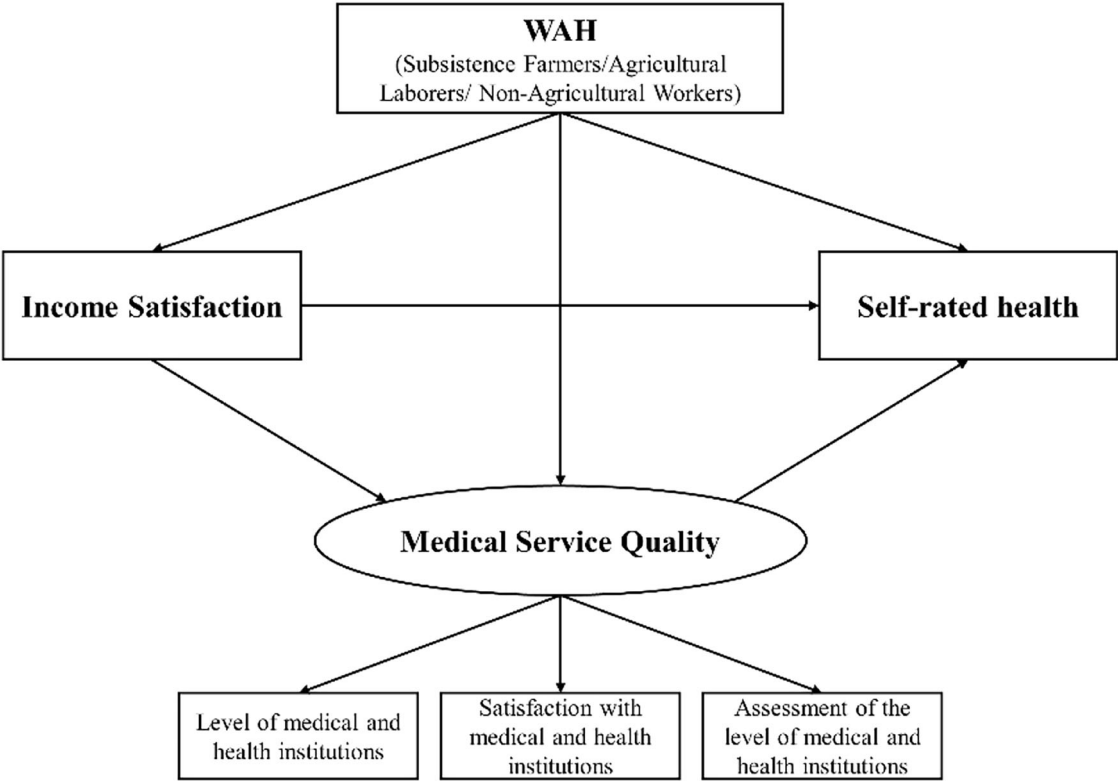 WAH
(Subsistence Farmers/Agricultural
Laborers/ Non-Agricultural Workers)
Income Satisfaction
Self-rated health
Medical Service Quality
Level of medical and
health institutions
Satisfaction with
medical and health
institutions
Assessment of the
level of medical and
health institutions